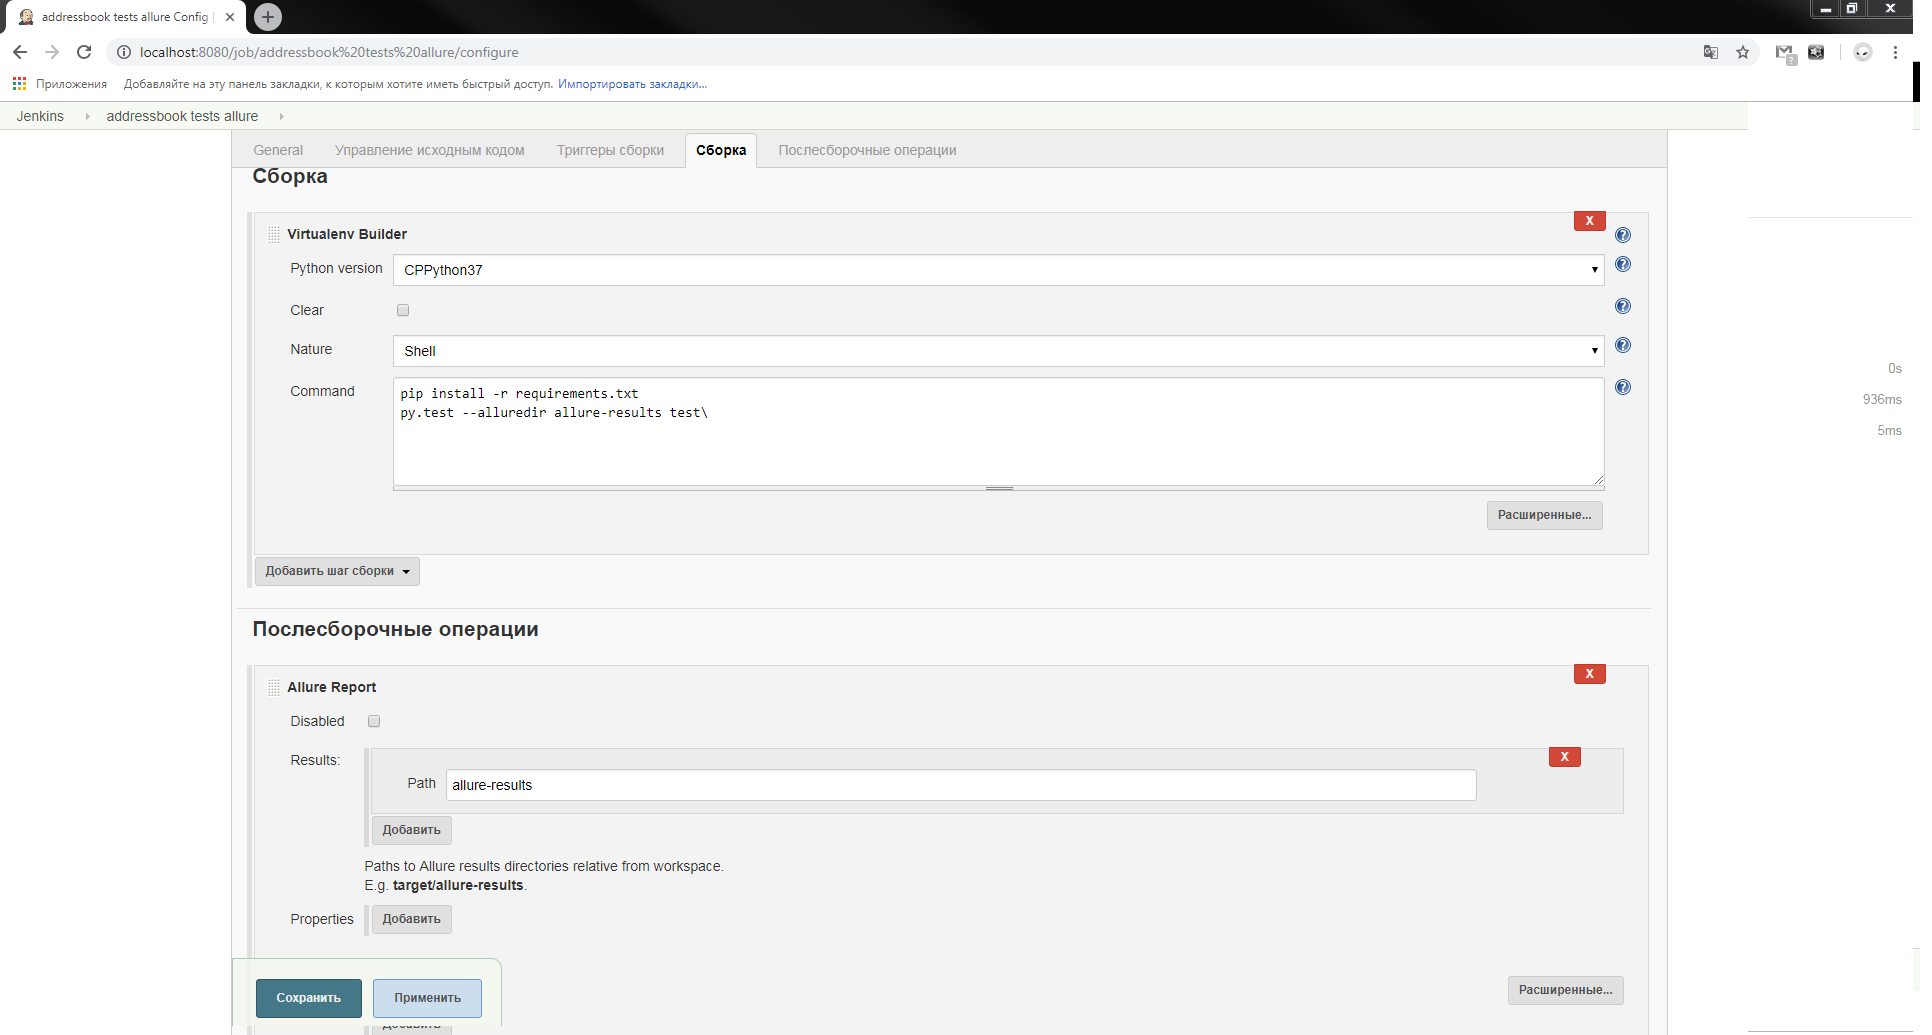 addressbook tests allure Config [
localhost:8080/job/addressbook%20tests%20allure/configure
Приложения Добавляйте на эту панель закладки, к которым хотите иметь быстрый доступ. Импортировать закладки...
Jenkins addressbook tests allure
General Управление исходным кодом Триггеры сборки Сборка Послесборочные операции
Сборка
X
Virtualenv Builder
Python version CPPython37
Clear
Nature Shell
Command pip install -r requirements.txt
py.test --alluredir allure-results test\
0s
936ms
5ms
Расширенные...
Добавить шаг сборки
Послесборочные операции
X
Allure Report
Disabled
Results: X
Path allure-results
Добавить
Paths to Allure results directories relative from workspace.
E.g. target/allure-results.
Properties Добавить
Расширенные...
Сохранить Применить
Добавить